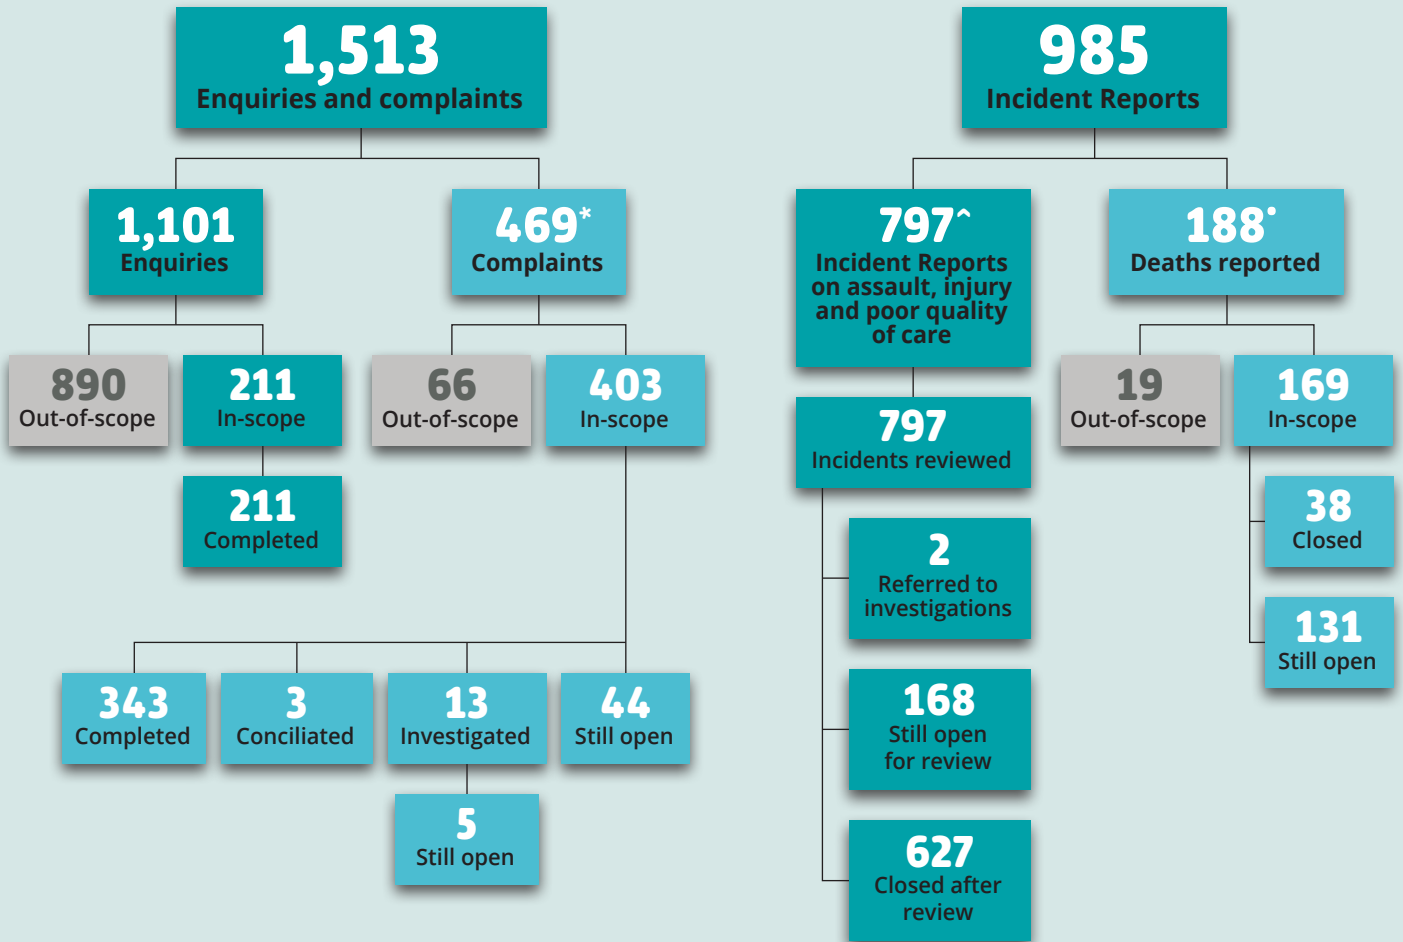 1,513
Enquiries and complaints
1,101
Enquiries
469*
Complaints
890
Out-of-scope
211
In-scope
66
Out-of-scope
403
In-scope
211
Completed
343
Completed
3
Conciliated
13
Investigated
44
Still open
5
Still open
985
Incident Reports
797^
Incident Reports
on assault, injury
and poor quality
of care
188•
Deaths reported
797
Incidents reviewed
19
Out-of-scope
169
In-scope
2
Referred to
investigations
168
Still open
for review
627
Closed after
review
38
Closed
131
Still open